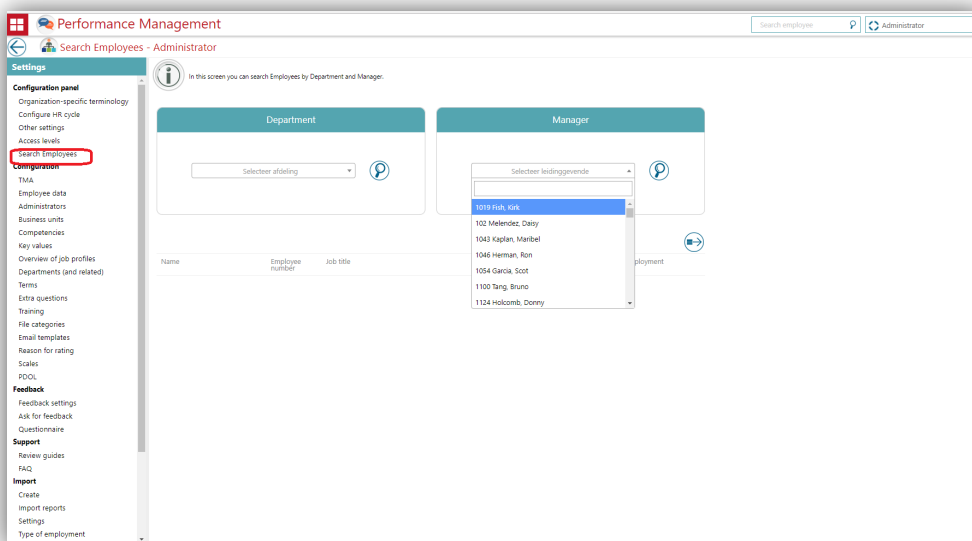 Performance Management
Search employee
Administrator
Search Employees - Administrator
Settings
Configuration panel
Organization-specific terminology
Configure HR cycle
Other settings
Access levels
Search Employees
Configuration
TMA
Employee data
Administrators
Business units
Competencies
Key values
Overview of job profiles
Departments (and related)
Terms
Extra questions
Training
File categories
Email templates
Reason for rating
Scales
PDOL
Feedback
Feedback settings
Ask for feedback
Questionnaire
Support
Review guides
FAQ
Import
Create
Import reports
Settings
Type of employment
In this screen you can search Employees by Department and Manager.
Department
Selecteer afdeling
Manager
Selecteer leidinggevende
1019 Fish, Kirk
102 Melendez, Daisy
1043 Kaplan, Maribel
1046 Herman, Ron
1054 Garcia, Scot
1100 Tang, Bruno
1124 Holcomb, Donny
Name
Employee number
Job title
ployment